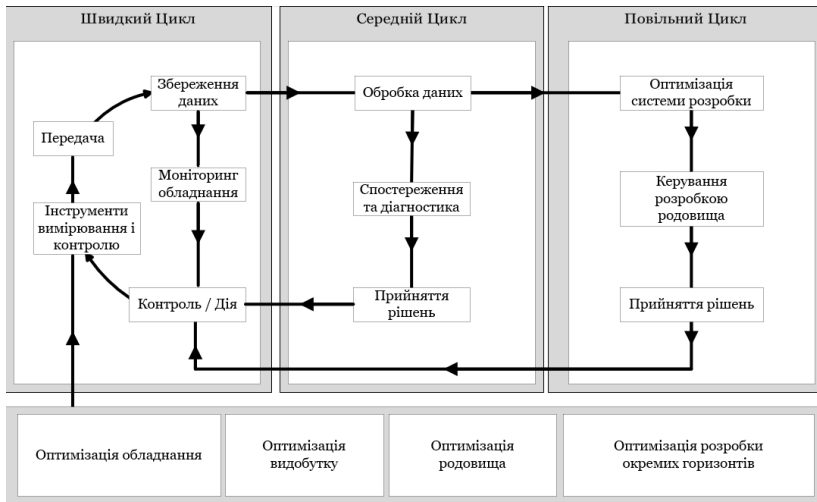 Швидкий Цикл
Середній Цикл
Повільний Цикл
Збереження
даних
Передача
Моніторинг
обладнання
Інструменти
вимірювання і
контролю
Контроль / Дія
Обробка даних
Спостереження
та діагностика
Прийняття
рішень
Оптимізація
системи розробки
Керування
розробкою
родовища
Прийняття рішень
Оптимізація обладнання
Оптимізація
видобутку
Оптимізація
родовища
Оптимізація розробки
окремих горизонтів